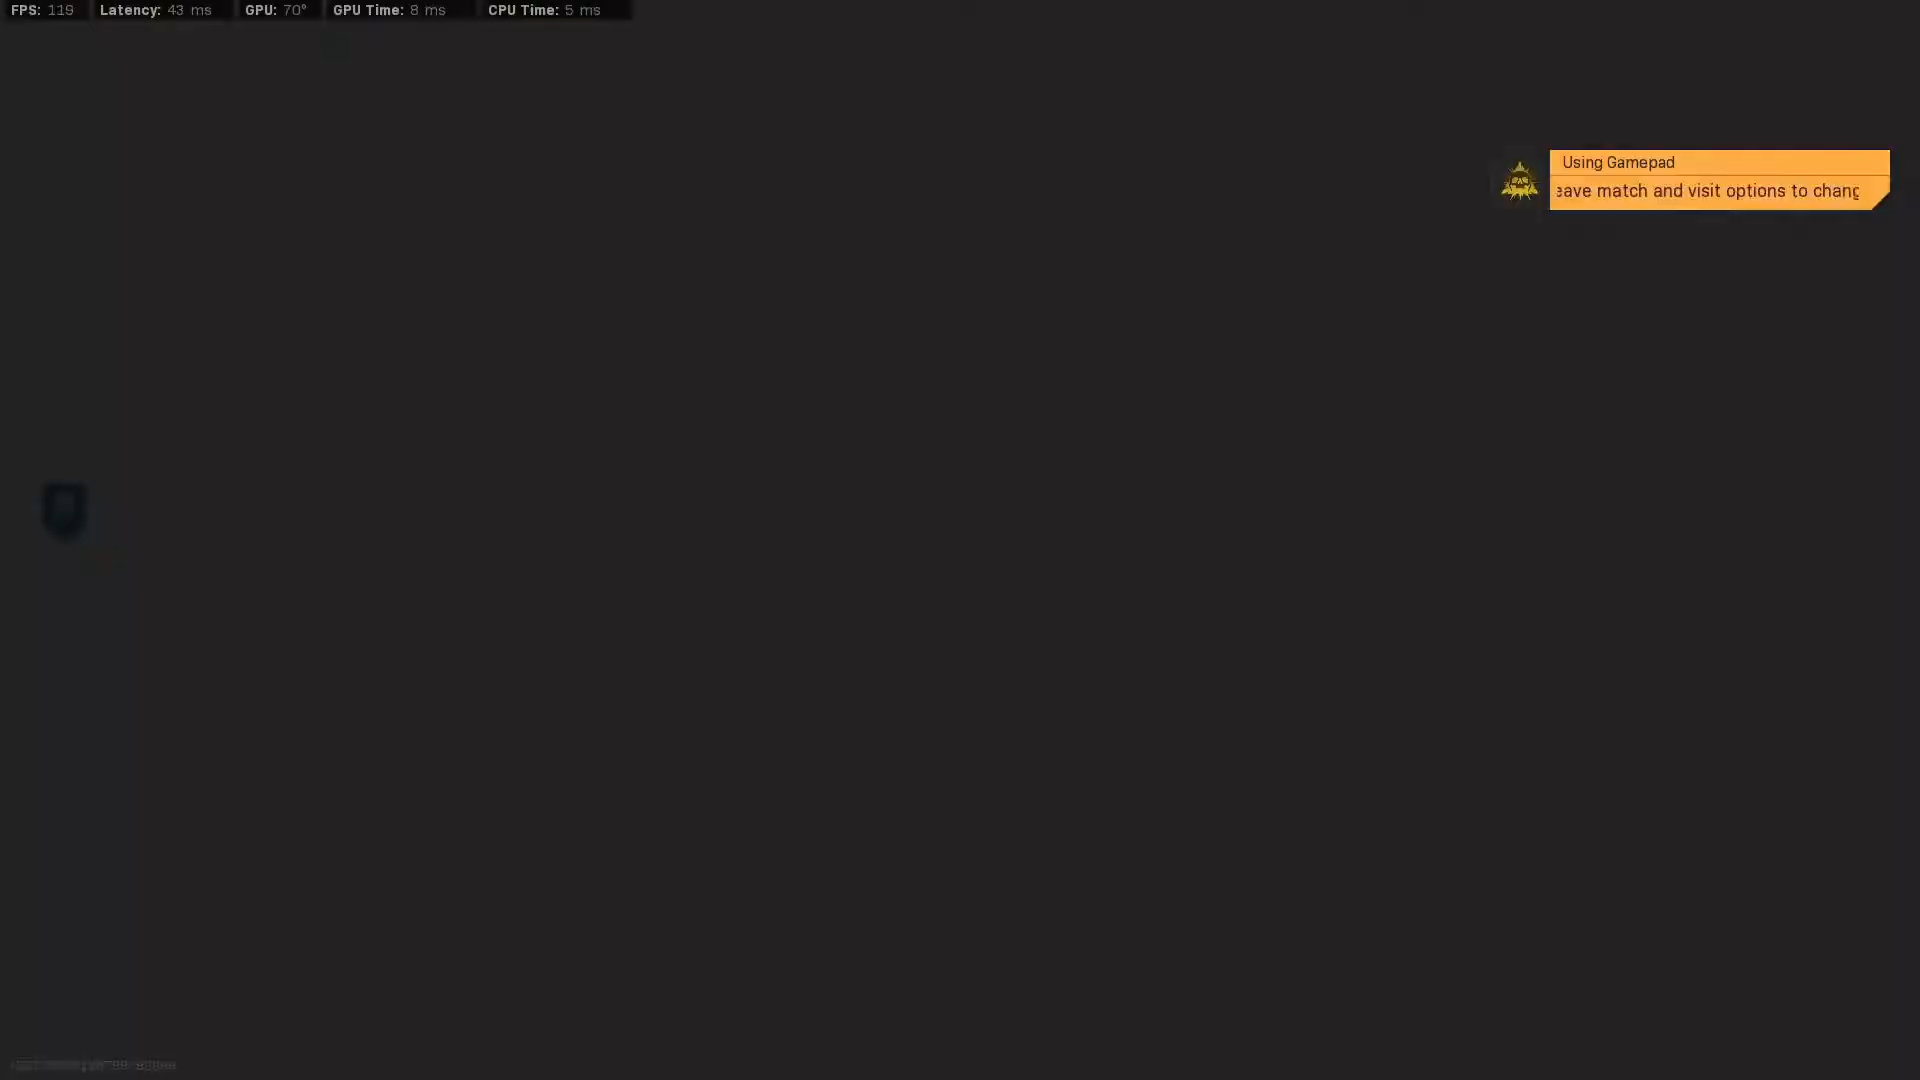 FPS: 119 Latency: 43 ms GPU: 70° GPU Time: 8 ms CPU Time: 5 ms
Using Gamepad
eave match and visit options to chang